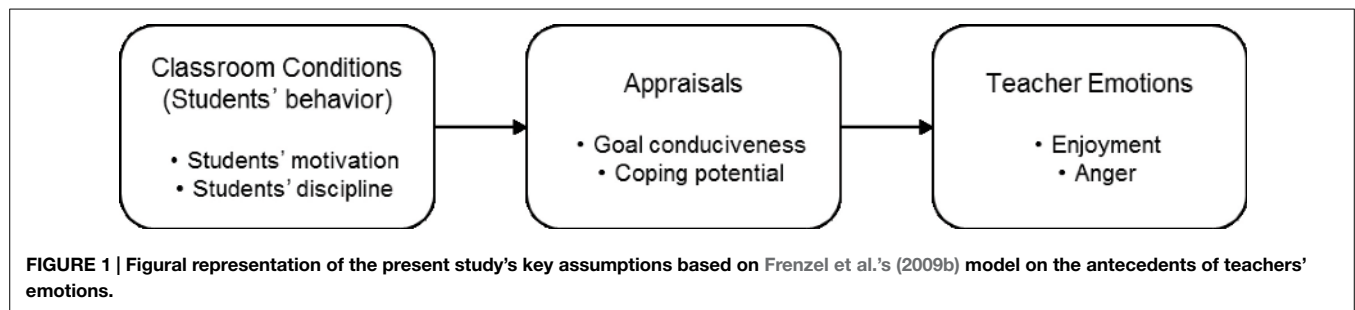 Classroom Conditions
(Students’ behavior)
• Students’ motivation
• Students’ discipline
Appraisals
• Goal conduciveness
• Coping potential
Teacher Emotions
• Enjoyment
• Anger
FIGURE 1 | Figural representation of the present study’s key assumptions based on Frenzel et al.’s (2009b) model on the antecedents of teachers’
emotions.